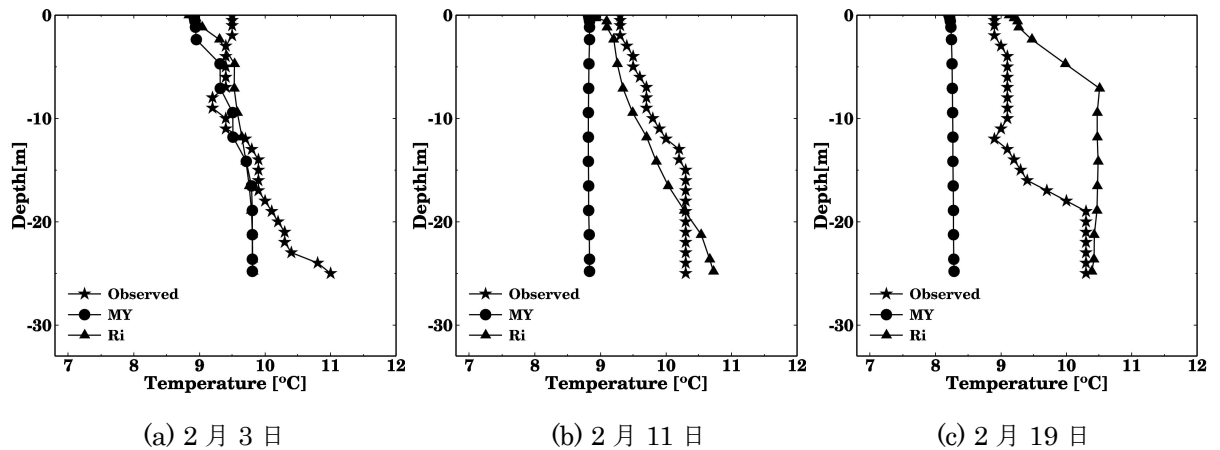 0
-10
-20
-30
Depth[m]
Observed
MY
Ri
7 8 9 10 11 12
Temperature [ºC]
(a) 2 月 3 日
0
-10
-20
-30
Depth[m]
Observed
MY
Ri
7 8 9 10 11 12
Temperature [ºC]
(b) 2 月 11 日
0
-10
-20
-30
Depth[m]
Observed
MY
Ri
7 8 9 10 11 12
Temperature [ºC]
(c) 2 月 19 日